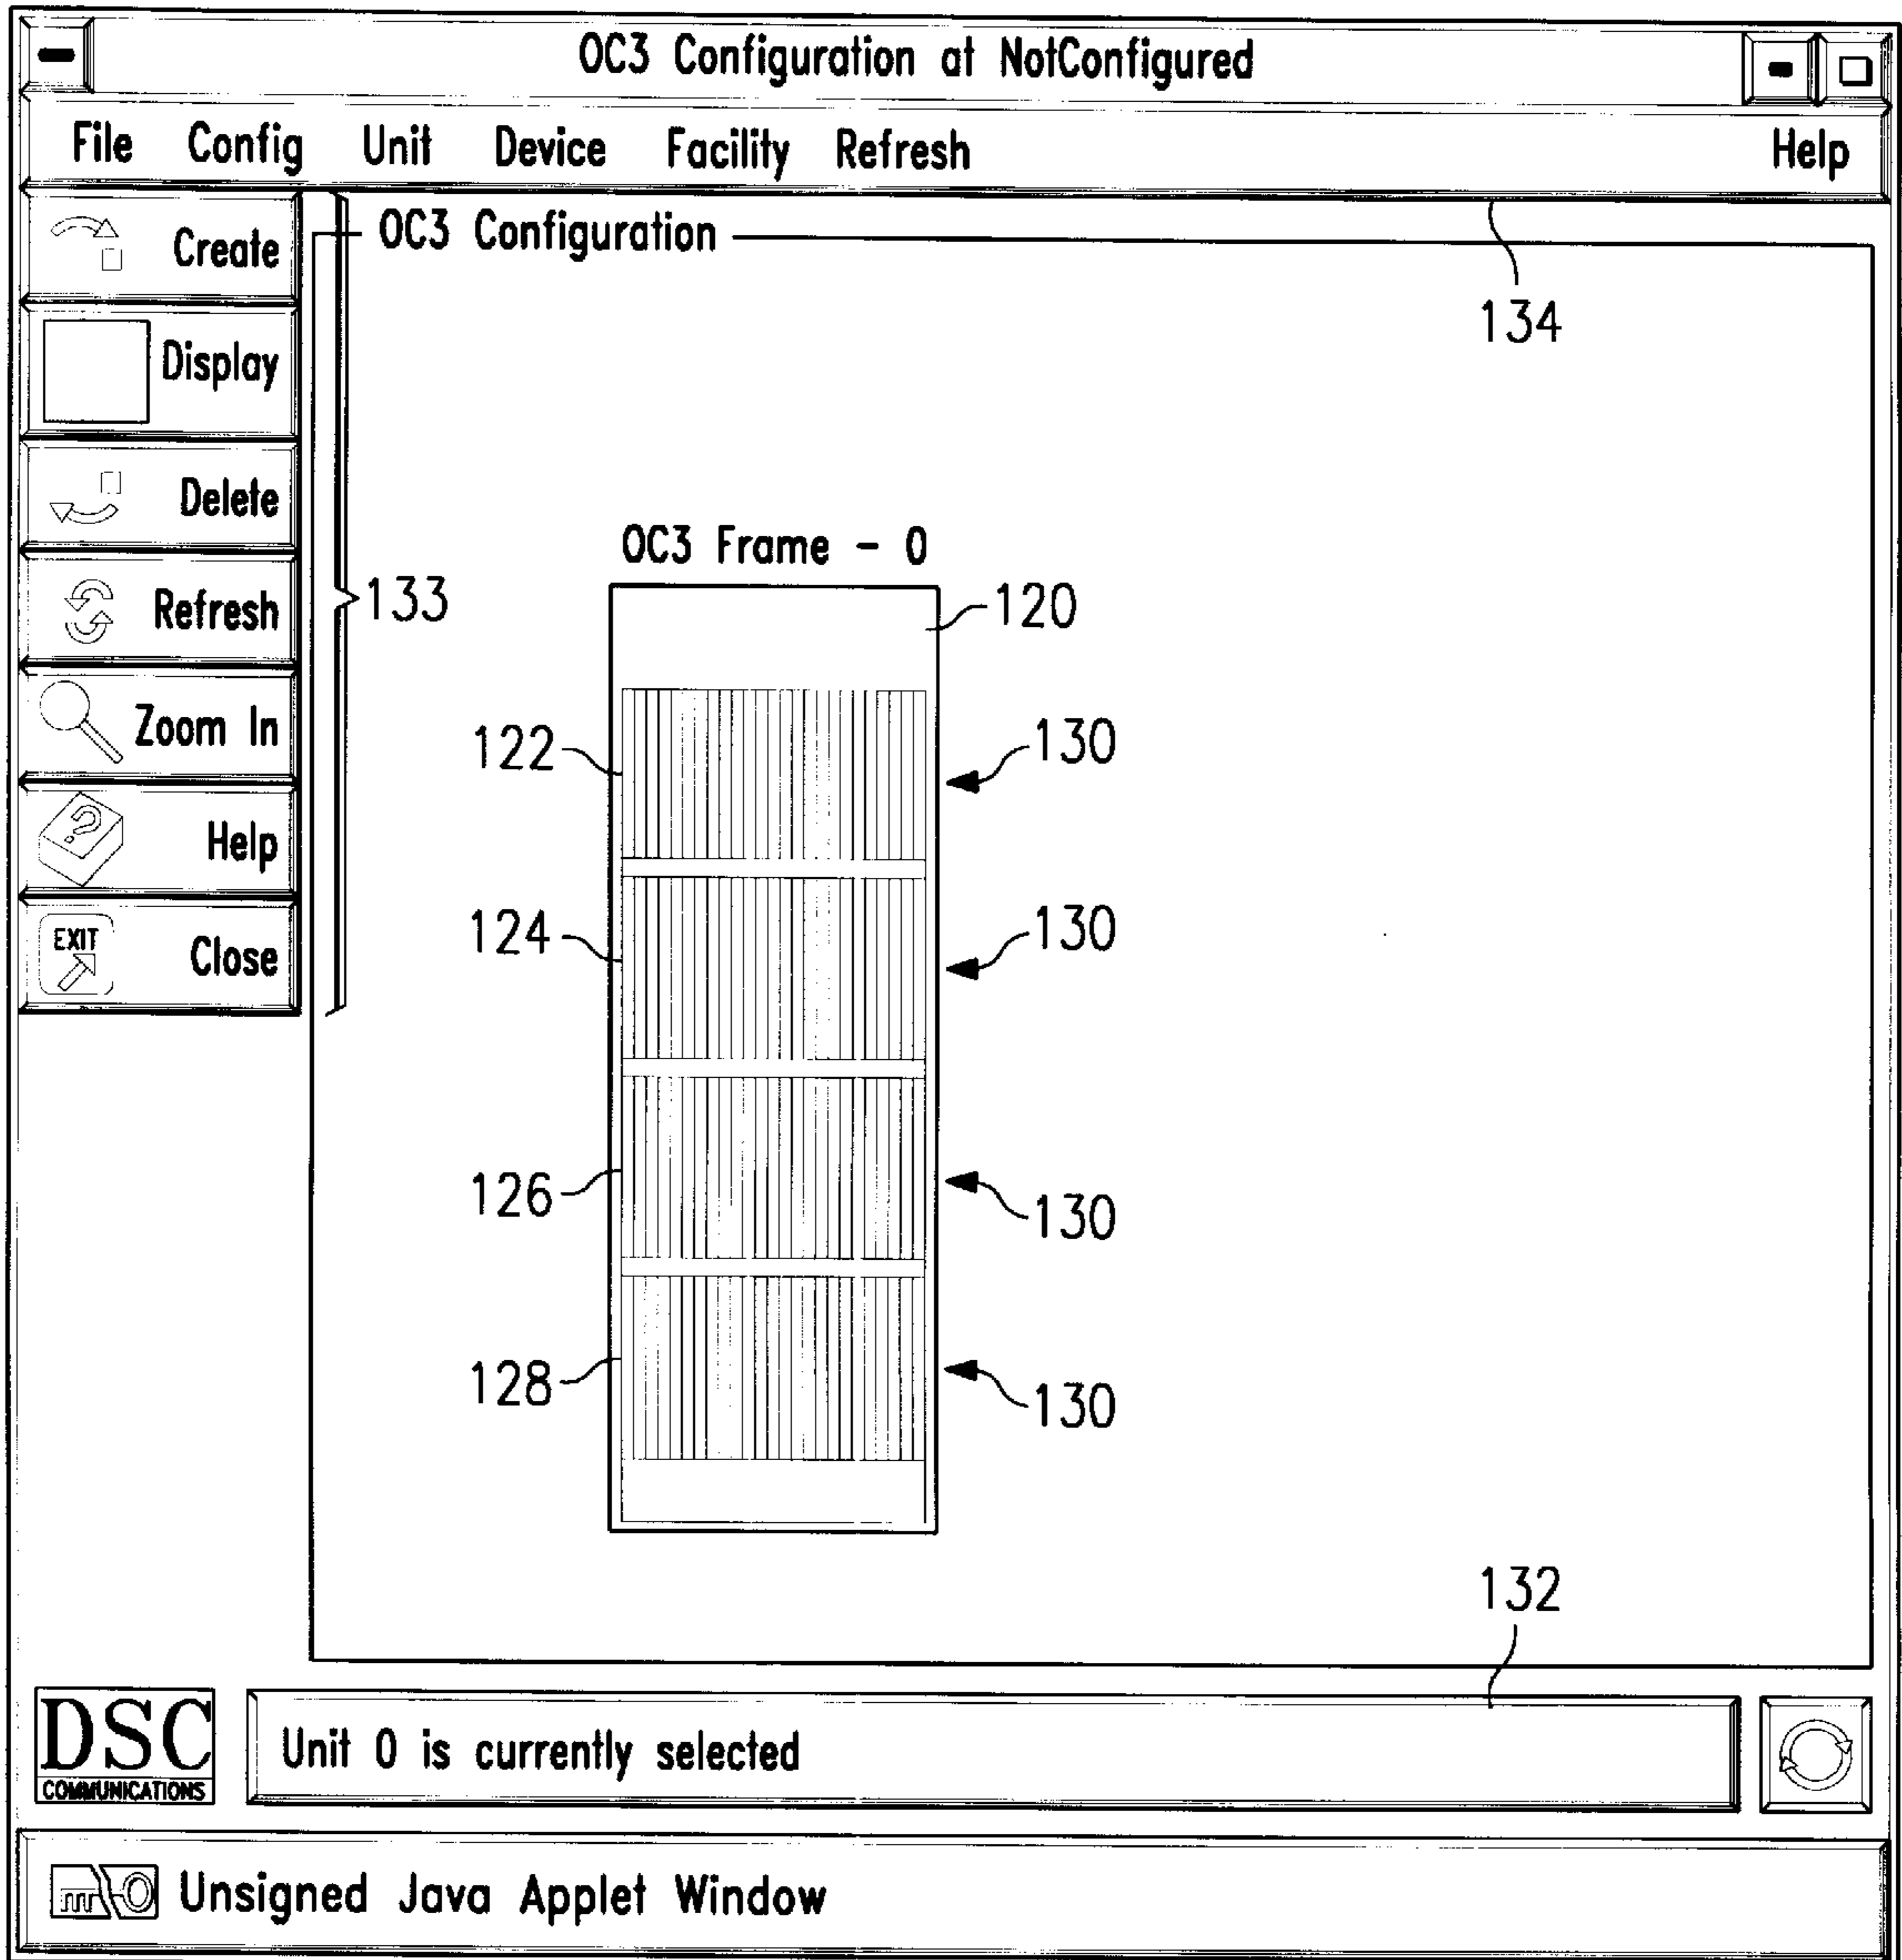 OC3 Configuration at NotConfigured
File Config Unit Device Facility Refresh Help
Create
OC3 Configuration
134
Display
Delete
OC3 Frame - 0
Refresh
133
120
Zoom In
122
130
Help
124
130
EXIT
Close
126
130
128
130
132
DSC
COMMUNICATIONS
Unit 0 is currently selected
Unsigned Java Applet Window